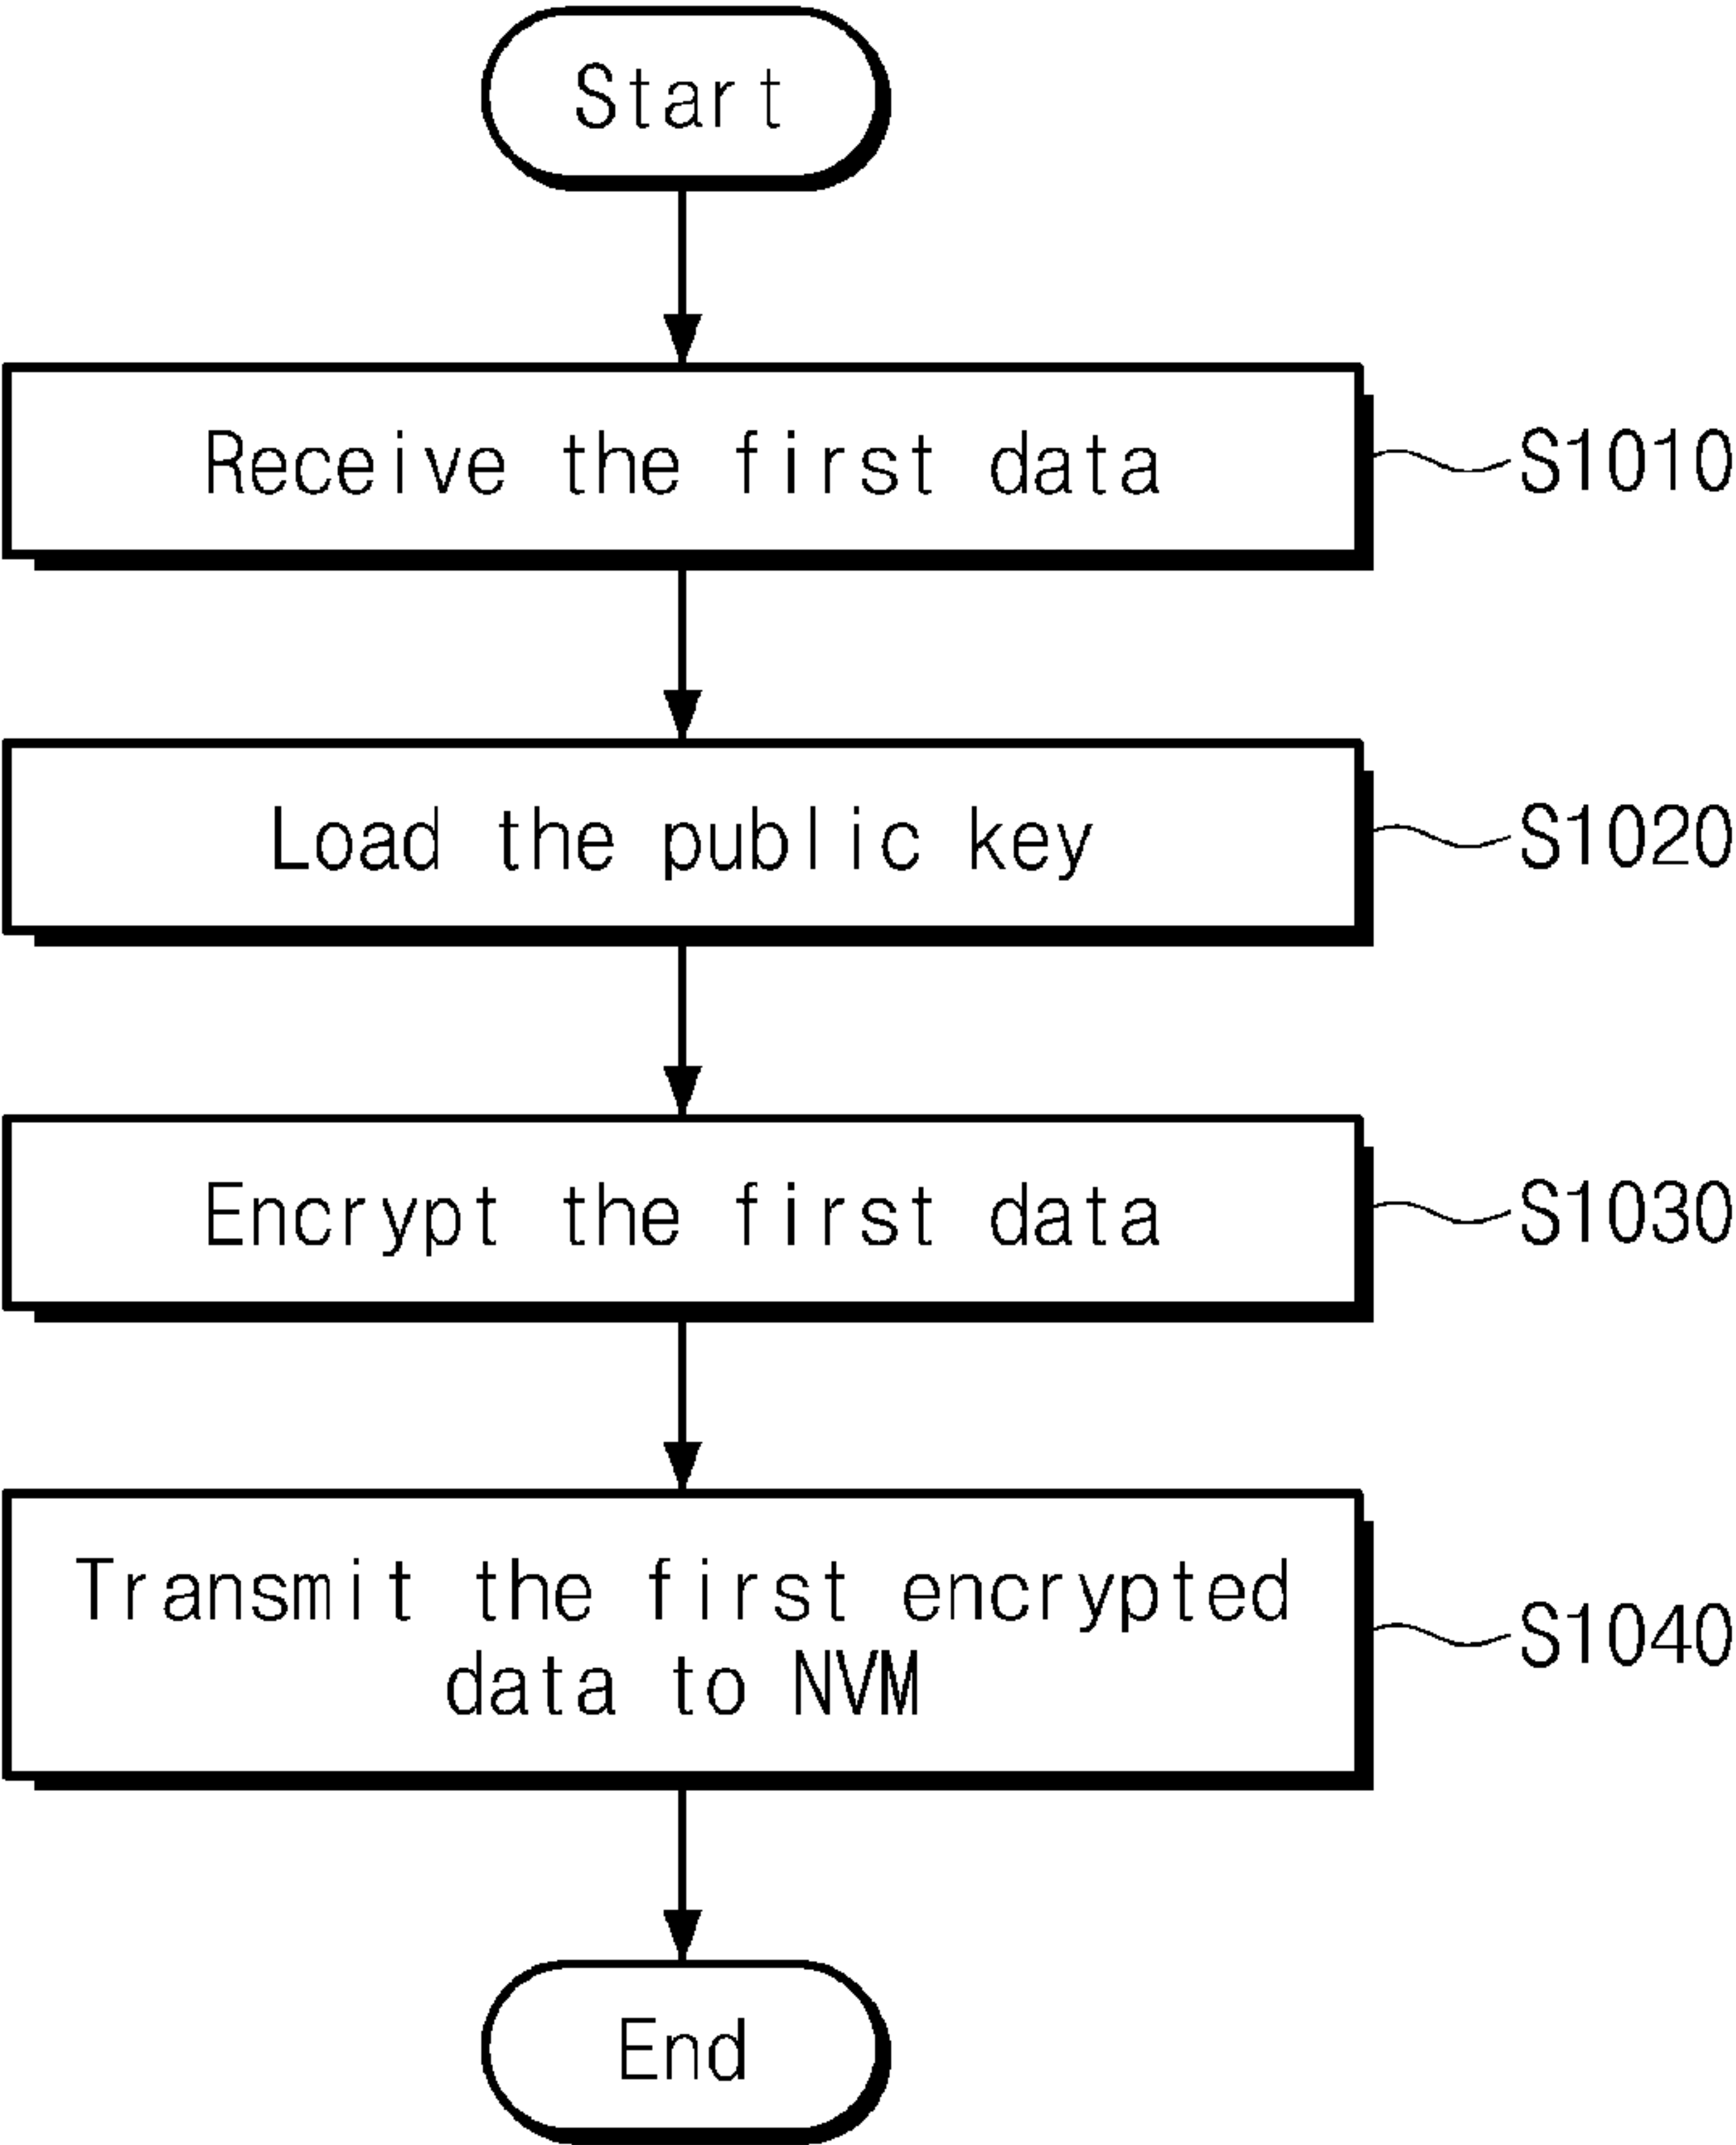 Start
Receive the first data
S1010
Load the public key
S1020
Encrypt the first data
S1030
Transmit the first encrypted
data to NVM
S1040
End